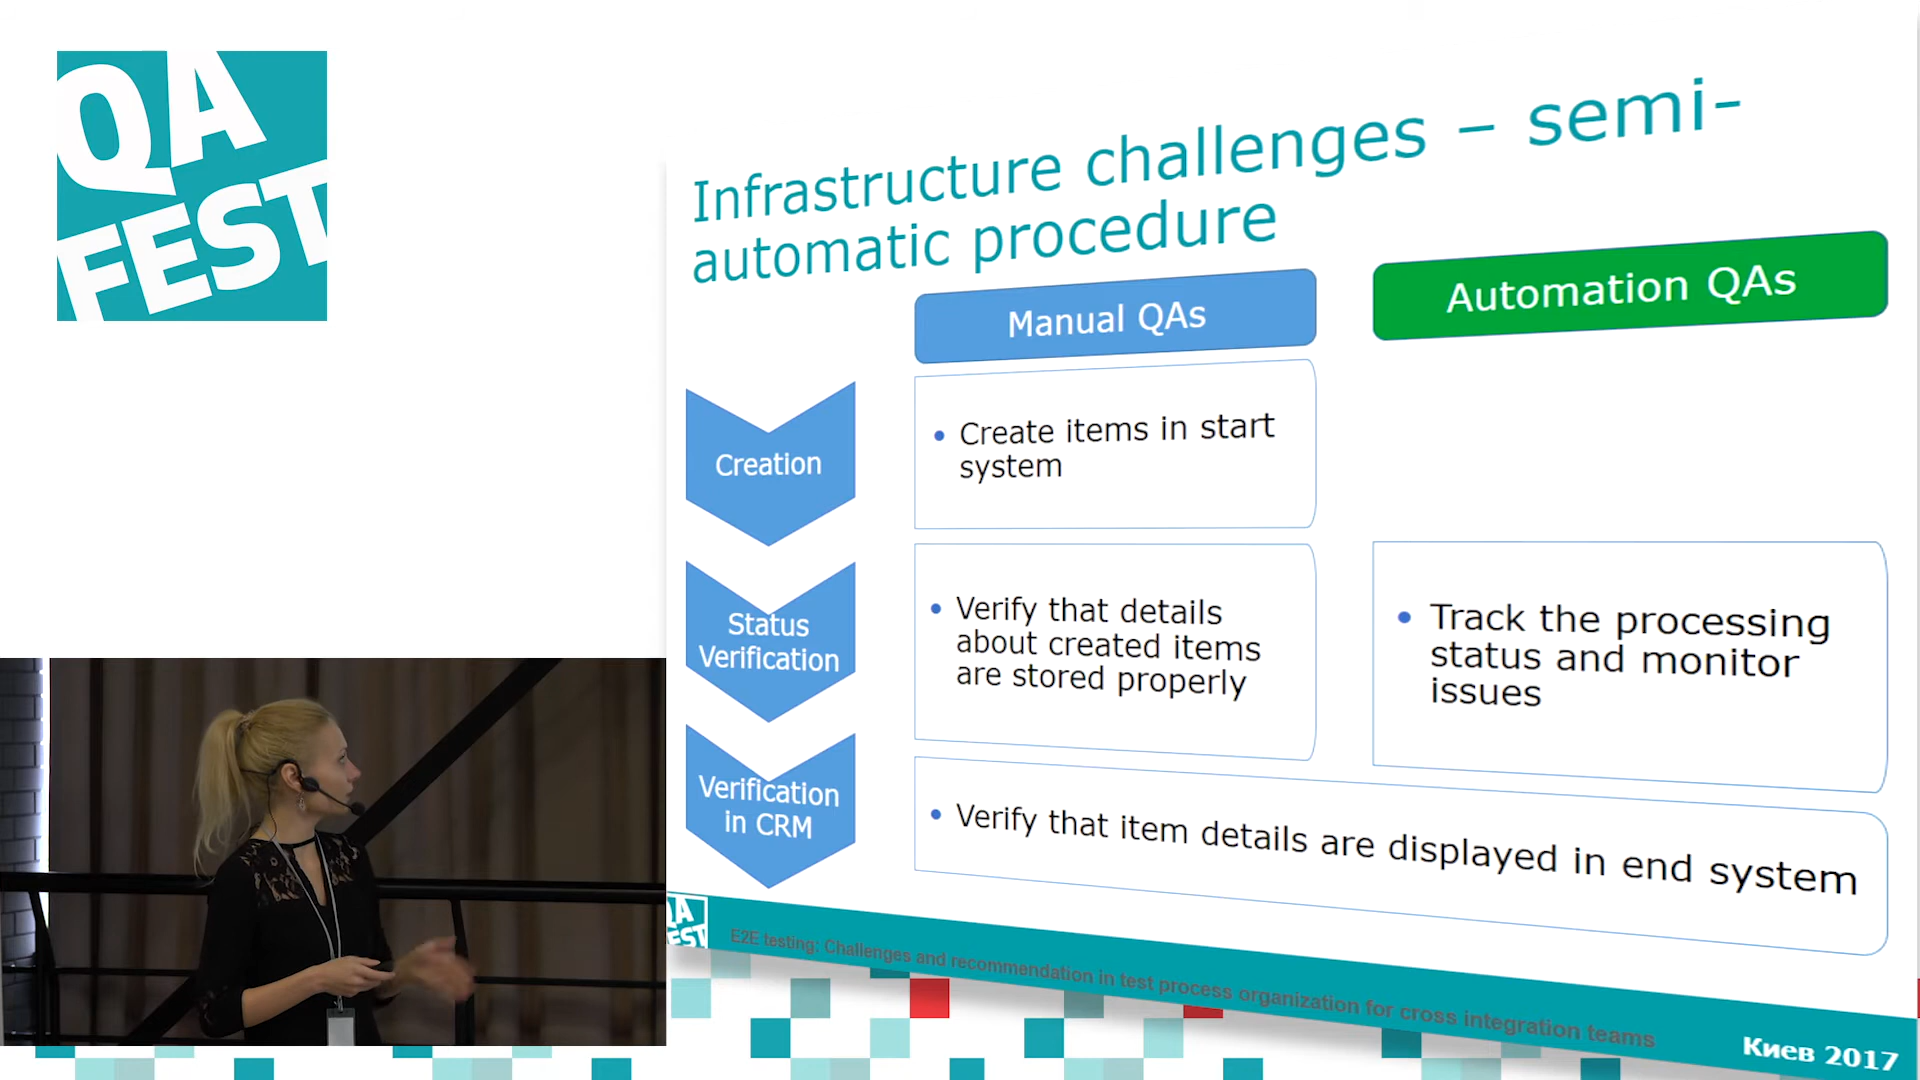 QA
FEST
Infrastructure challenges – semi-
automatic procedure
Manual QAs
Automation QAs
Creation
• Create items in start
system
Status
Verification
• Verify that details
about created items
are stored properly
• Track the processing
status and monitor
issues
Verification
in CRM
• Verify that item details are displayed in end system
QA
FEST
E2E testing: Challenges and recommendation in test process organization for cross integration teams
Киев 2017